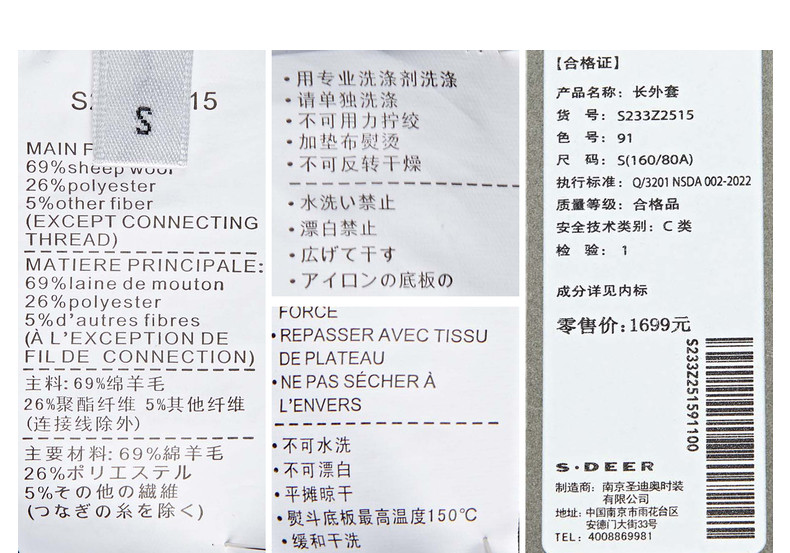 S2 15
S
MAIN F
69%sheep wool
26%polyester
5%other fiber
(EXCEPT CONNECTING
THREAD)
MATIERE PRINCIPALE:
69%laine de mouton
26%polyester
5%d'autres fibres
(À L'EXCEPTION DE
FIL DE CONNECTION)
主料:69%绵羊毛
26%聚酯纤维 5%其他纤维
(连接线除外)
主要材料:69%綿羊毛
26%ポリエステル
5%その他の繊維
(つなぎの糸を除く)
•用专业洗涤剂洗涤
•请单独洗涤
•不可用力拧绞
•加垫布熨烫
•不可反转干燥
•水洗い禁止
•漂白禁止
•広げて干す
•アイロンの底板の
FORCE
•REPASSER AVEC TISSU
DE PLATEAU
•NE PAS SÉCHER À
L'ENVERS
•不可水洗
•不可漂白
•平摊晾干
•熨斗底板最高温度150℃
•缓和干洗
【合格证】
产品名称: 长外套
货 号: S233Z2515
色 号: 91
尺 码: S(160/80A)
执行标准: Q/3201 NSDA 002-2022
质量等级: 合格品
安全技术类别: C 类
检 验: 1
成分详见内标
零售价:1699元
S233Z251591100
S·DEER
制造商: 南京圣迪奥时装
有限公司
地址: 中国南京市雨花台区
安德门大街33号
TEL: 4008869981